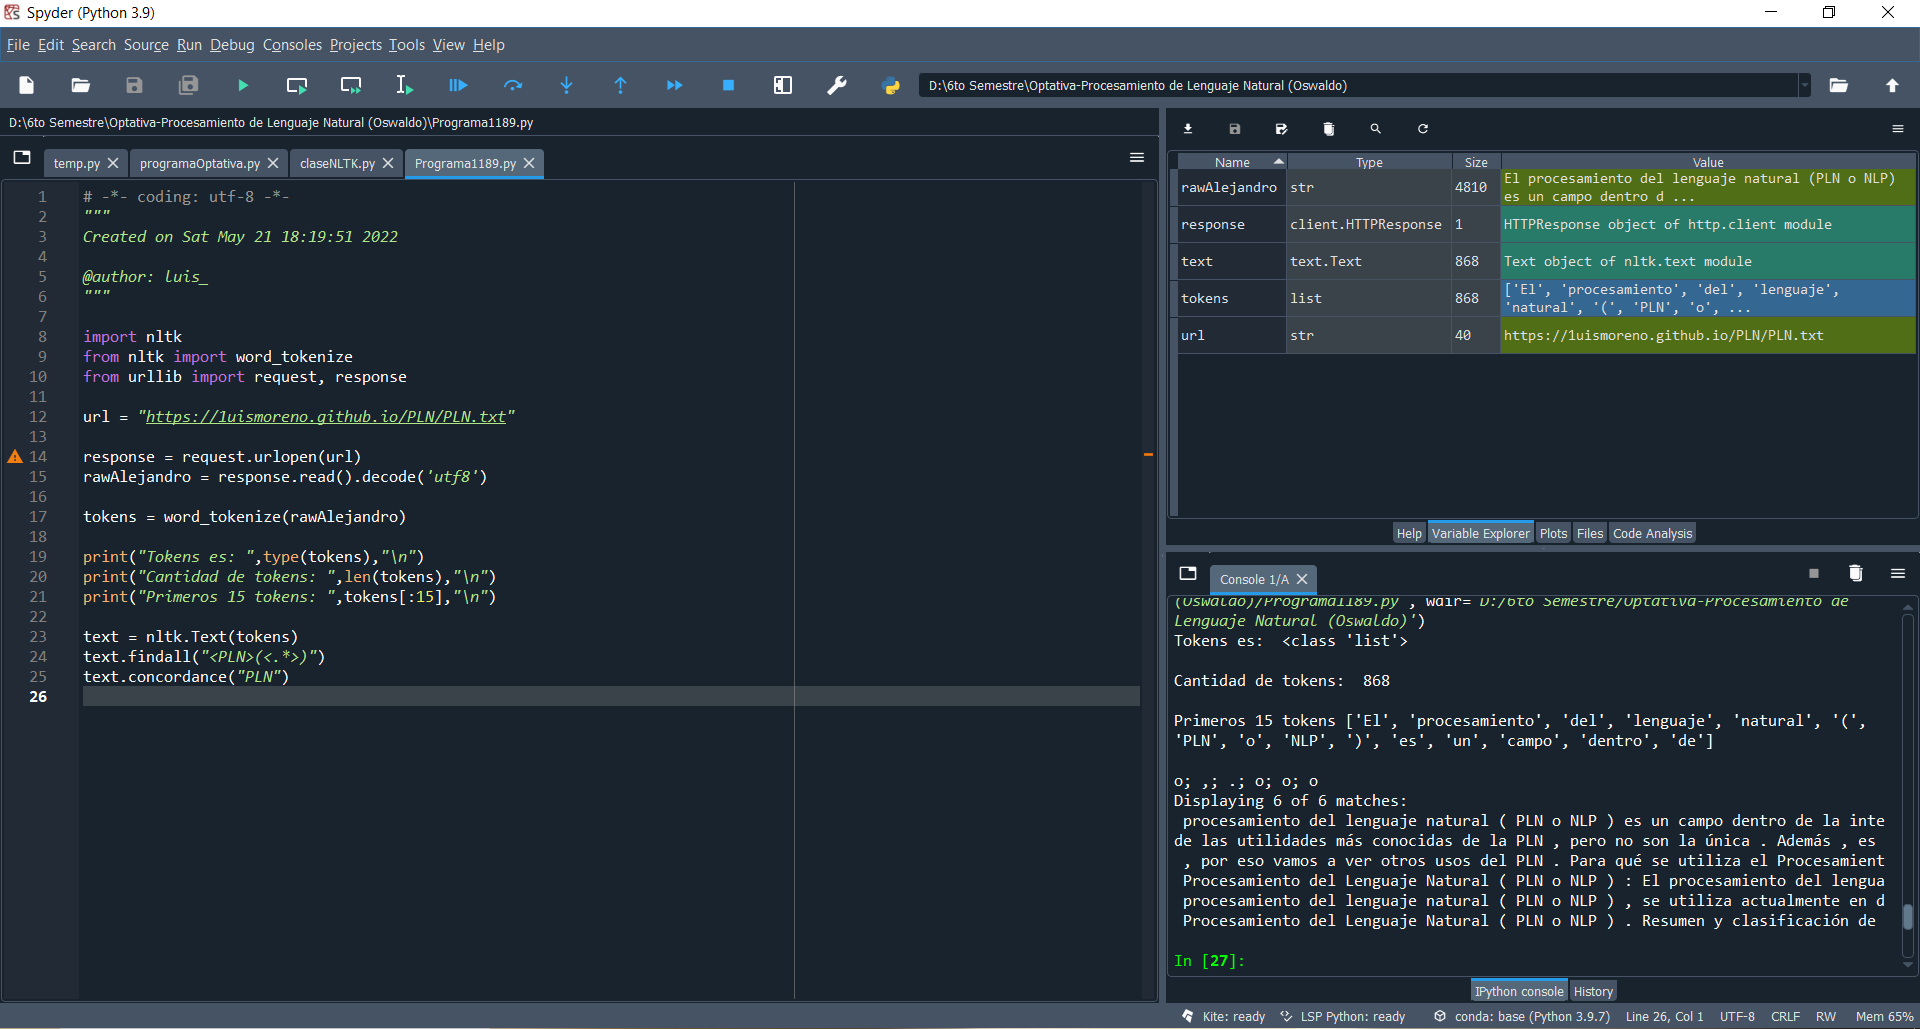 Spyder (Python 3.9)
File Edit Search Source Run Debug Consoles Projects Tools View Help
D:\6to Semestre\Optativa-Procesamiento de Lenguaje Natural (Oswaldo)
D:\6to Semestre\Optativa-Procesamiento de Lenguaje Natural (Oswaldo)\Programa1189.py
temp.py programaOptativa.py claseNLTK.py Programa1189.py
1 # -*- coding: utf-8 -*-
2 """
3 Created on Sat May 21 18:19:51 2022
4
5 @author: luis_
6 """
7
8 import nltk
9 from nltk import word_tokenize
10 from urllib import request, response
11
12 url = "https://1uismoreno.github.io/PLN/PLN.txt"
13
14 response = request.urlopen(url)
15 rawAlejandro = response.read().decode('utf8')
16
17 tokens = word_tokenize(rawAlejandro)
18
19 print("Tokens es: ",type(tokens),"\n")
20 print("Cantidad de tokens: ",len(tokens),"\n")
21 print("Primeros 15 tokens: ",tokens[:15],"\n")
22
23 text = nltk.Text(tokens)
24 text.findall("<PLN>(<.*>)")
25 text.concordance("PLN")
26
Name Type Size Value
rawAlejandro str 4810 El procesamiento del lenguaje natural (PLN o NLP)
es un campo dentro d ...
response client.HTTPResponse 1 HTTPResponse object of http.client module
text text.Text 868 Text object of nltk.text module
tokens list 868 ['El', 'procesamiento', 'del', 'lenguaje',
'natural', '(', 'PLN', 'o', ...
url str 40 https://1uismoreno.github.io/PLN/PLN.txt
Help Variable Explorer Plots Files Code Analysis
Console 1/A
(Oswaldo)/Programa1189.py', wdir='D:/6to Semestre/Optativa-Procesamiento de
Lenguaje Natural (Oswaldo)')
Tokens es:  <class 'list'>
Cantidad de tokens:  868
Primeros 15 tokens ['El', 'procesamiento', 'del', 'lenguaje', 'natural', '(',
'PLN', 'o', 'NLP', ')', 'es', 'un', 'campo', 'dentro', 'de']
o; ,; .; o; o; o
Displaying 6 of 6 matches:
procesamiento del lenguaje natural ( PLN o NLP ) es un campo dentro de la inte
de las utilidades más conocidas de la PLN , pero no son la única . Además , es
, por eso vamos a ver otros usos del PLN . Para qué se utiliza el Procesamient
Procesamiento del Lenguaje Natural ( PLN o NLP ) : El procesamiento del lengua
procesamiento del lenguaje natural ( PLN o NLP ) , se utiliza actualmente en d
Procesamiento del Lenguaje Natural ( PLN o NLP ) . Resumen y clasificación de
In [27]:
IPython console History
Kite: ready LSP Python: ready conda: base (Python 3.9.7) Line 26, Col 1 UTF-8 CRLF RW Mem 65%